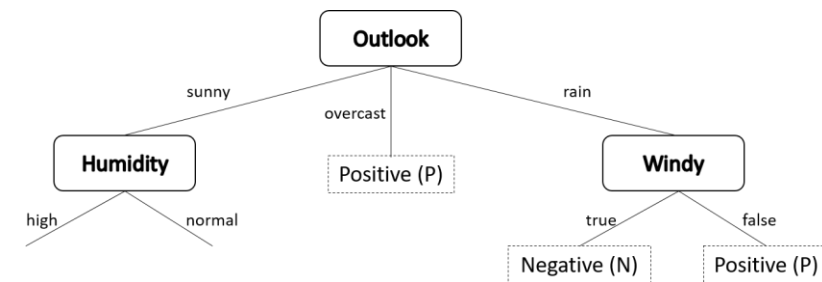 Outlook
sunny
rain
overcast
Humidity
Positive (P)
Windy
high
normal
true
false
Negative (N)
Positive (P)